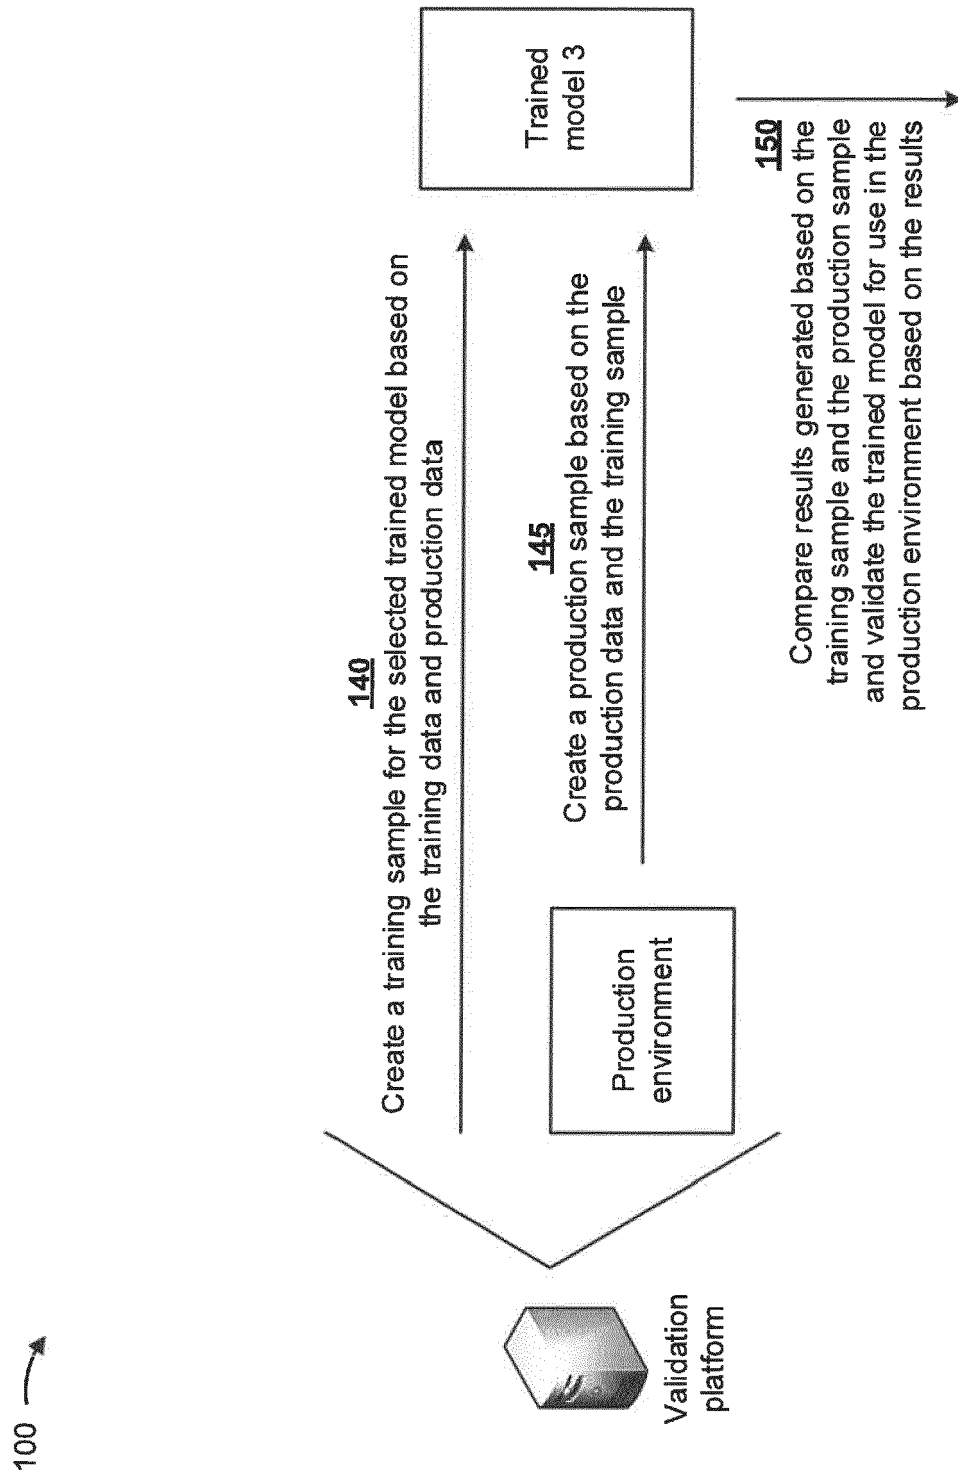 100
140
Create a training sample for the selected trained model based on
the training data and production data
145
Create a production sample based on the
production data and the training sample
Trained
model 3
Production
environment
Validation
platform
150
Compare results generated based on the
training sample and the production sample
and validate the trained model for use in the
production environment based on the results